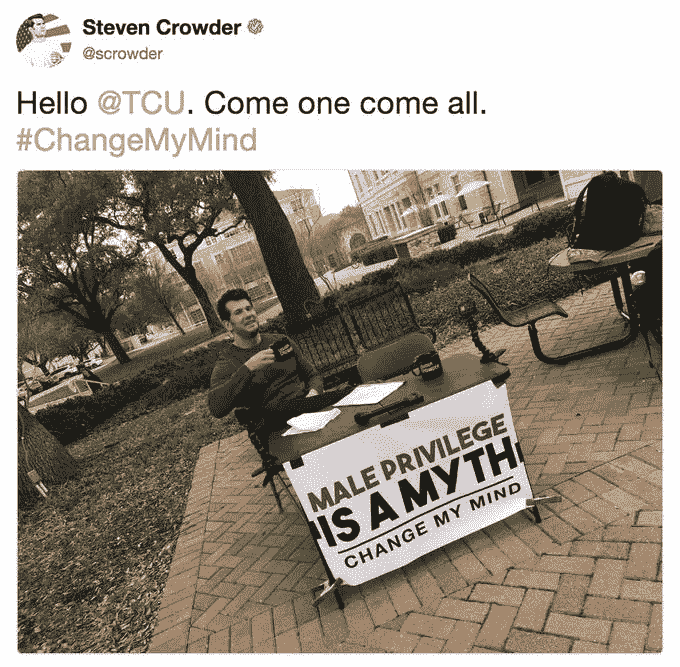 Steven Crowder
@scrowder
Hello @TCU. Come one come all.
#ChangeMyMind
MALE PRIVILEGE
IS A MYTH
CHANGE MY MIND